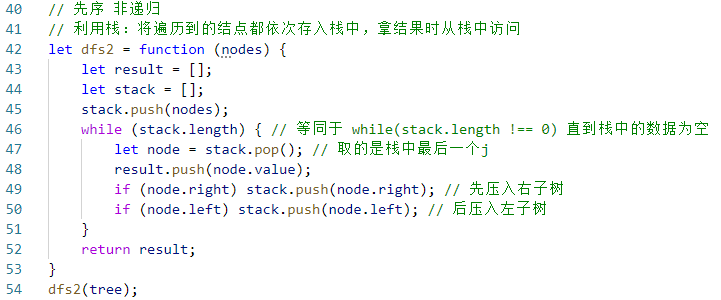 40 // 先序 非递归
41 // 利用栈：将遍历到的结点都依次存入栈中，拿结果时从栈中访问
42 let dfs2 = function (nodes) {
43     let result = [];
44     let stack = [];
45     stack.push(nodes);
46     while (stack.length) { // 等同于 while(stack.length !== 0) 直到栈中的数据为空
47         let node = stack.pop(); // 取的是栈中最后一个j
48         result.push(node.value);
49         if (node.right) stack.push(node.right); // 先压入右子树
50         if (node.left) stack.push(node.left); // 后压入左子树
51     }
52     return result;
53 }
54 dfs2(tree);